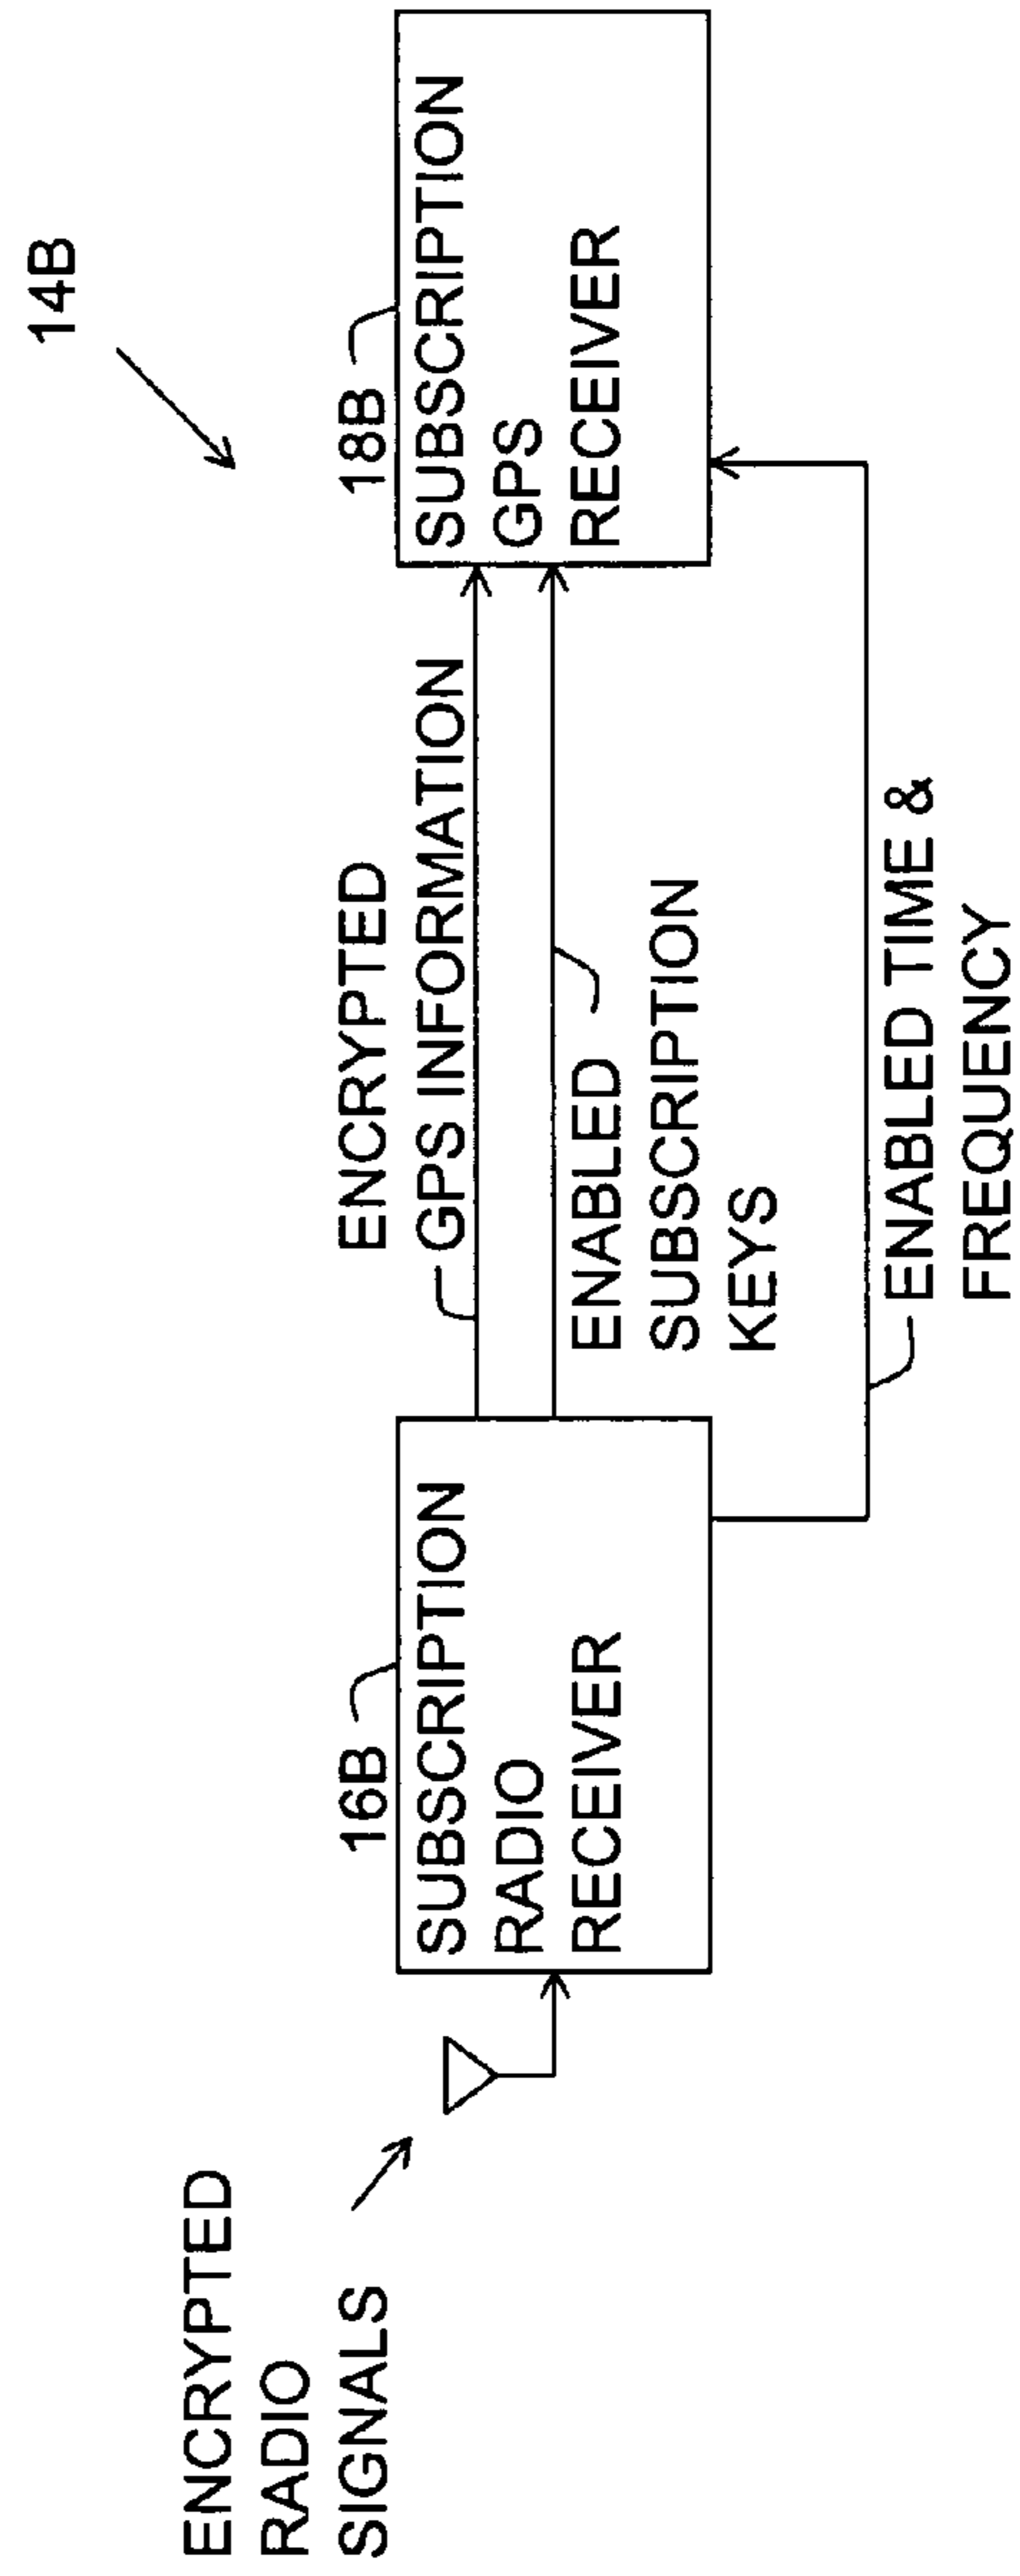 14B
ENCRYPTED
RADIO
SIGNALS
16B
SUBSCRIPTION
RADIO
RECEIVER
ENCRYPTED
GPS INFORMATION
ENABLED
SUBSCRIPTION
KEYS
ENABLED TIME &
FREQUENCY
18B
SUBSCRIPTION
GPS
RECEIVER